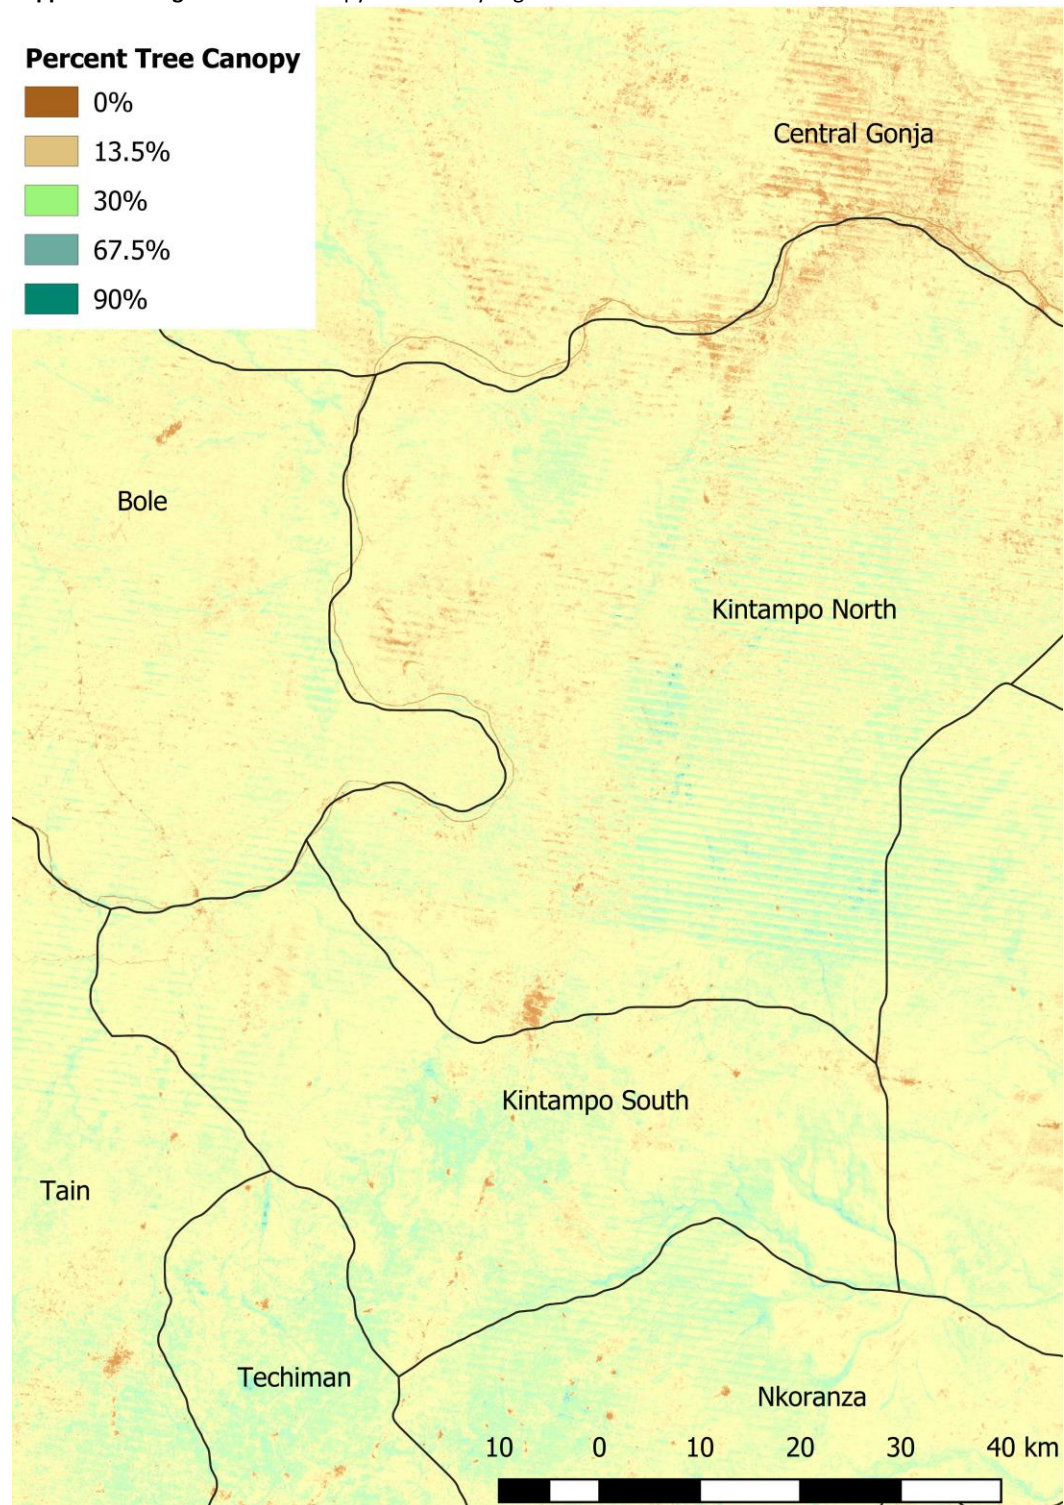 Percent Tree Canopy
0%
13.5%
30%
67.5%
90%
Central Gonja
Bole
Kintampo North
Kintampo South
Tain
Techiman
Nkoranza
10 0 10 20 30 40 km